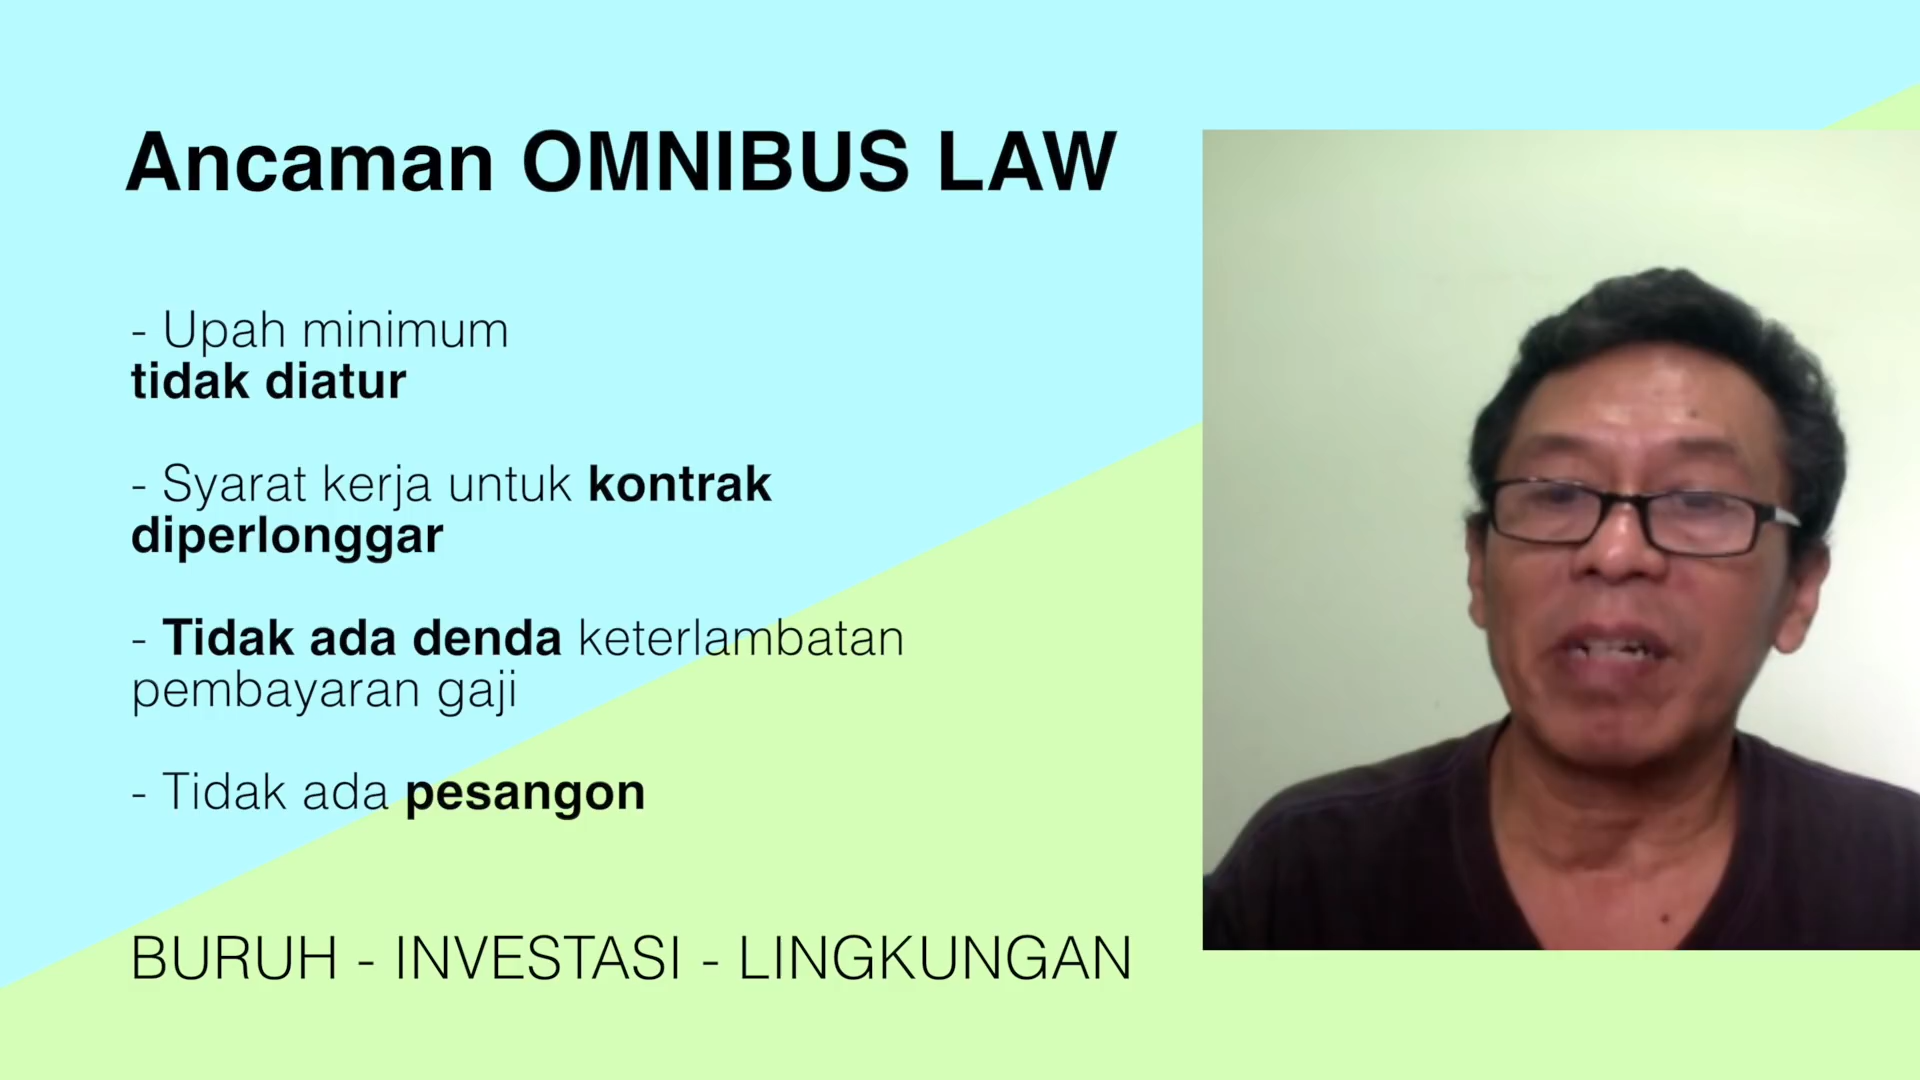 Ancaman OMNIBUS LAW
- Upah minimum
tidak diatur
- Syarat kerja untuk kontrak
diperlonggar
- Tidak ada denda keterlambatan
pembayaran gaji
- Tidak ada pesangon
BURUH - INVESTASI - LINGKUNGAN